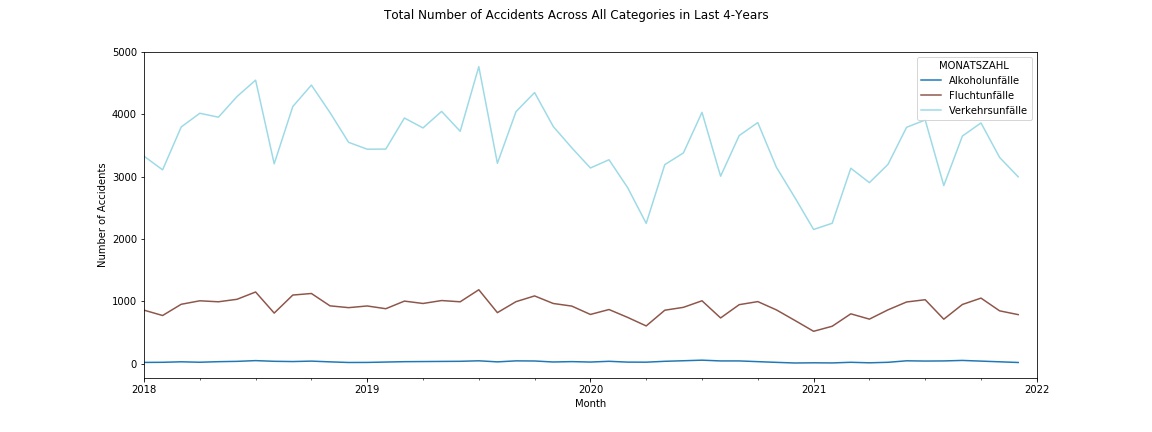 Total Number of Accidents Across All Categories in Last 4-Years
5000
4000
3000
2000
1000
0
Number of Accidents
MONATSZAHL
Alkoholunfälle
Fluchtunfälle
Verkehrsunfälle
2018 2019 2020 2021 2022
Month